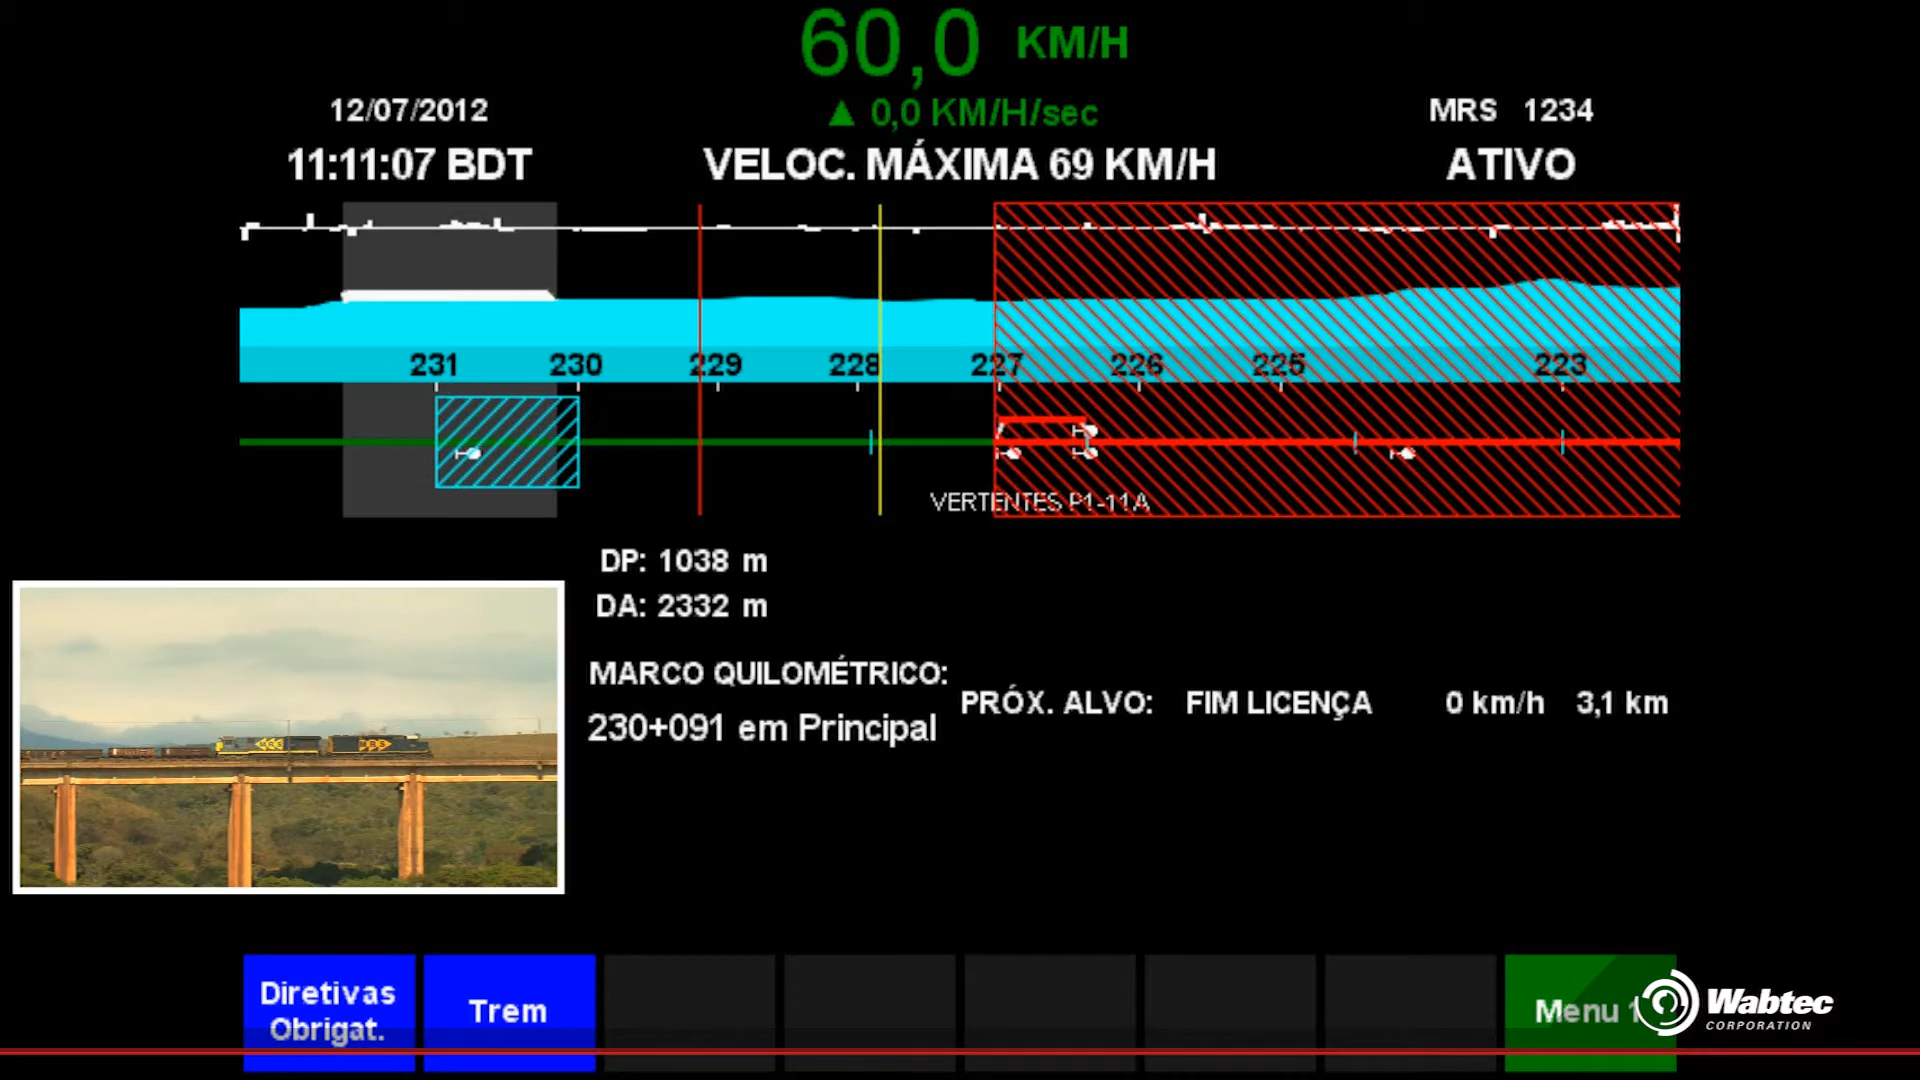 60,0 KM/H
12/07/2012
▲ 0,0 KM/H/sec
MRS 1234
11:11:07 BDT
VELOC. MÁXIMA 69 KM/H
ATIVO
231 230 229 228 227 226 225 223
VERTENTES P1-11A
DP: 1038 m
DA: 2332 m
MARCO QUILOMÉTRICO:
230+091 em Principal
PRÓX. ALVO: FIM LICENÇA 0 km/h 3,1 km
MRS MRS
Diretivas
Obrigat.
Trem
Menu 1
Wabtec
CORPORATION